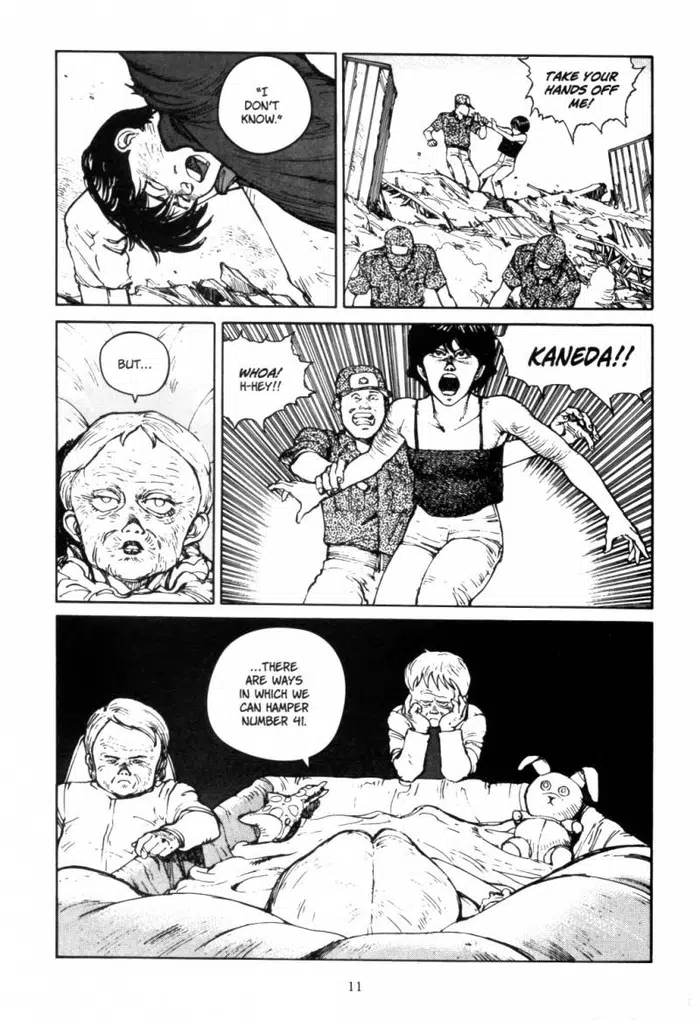 "I
DON'T
KNOW."
TAKE YOUR
HANDS OFF
ME!
BUT...
WHOA!
H-HEY!!
KANEDA!!
...THERE
ARE WAYS
IN WHICH WE
CAN HAMPER
NUMBER 41.
11